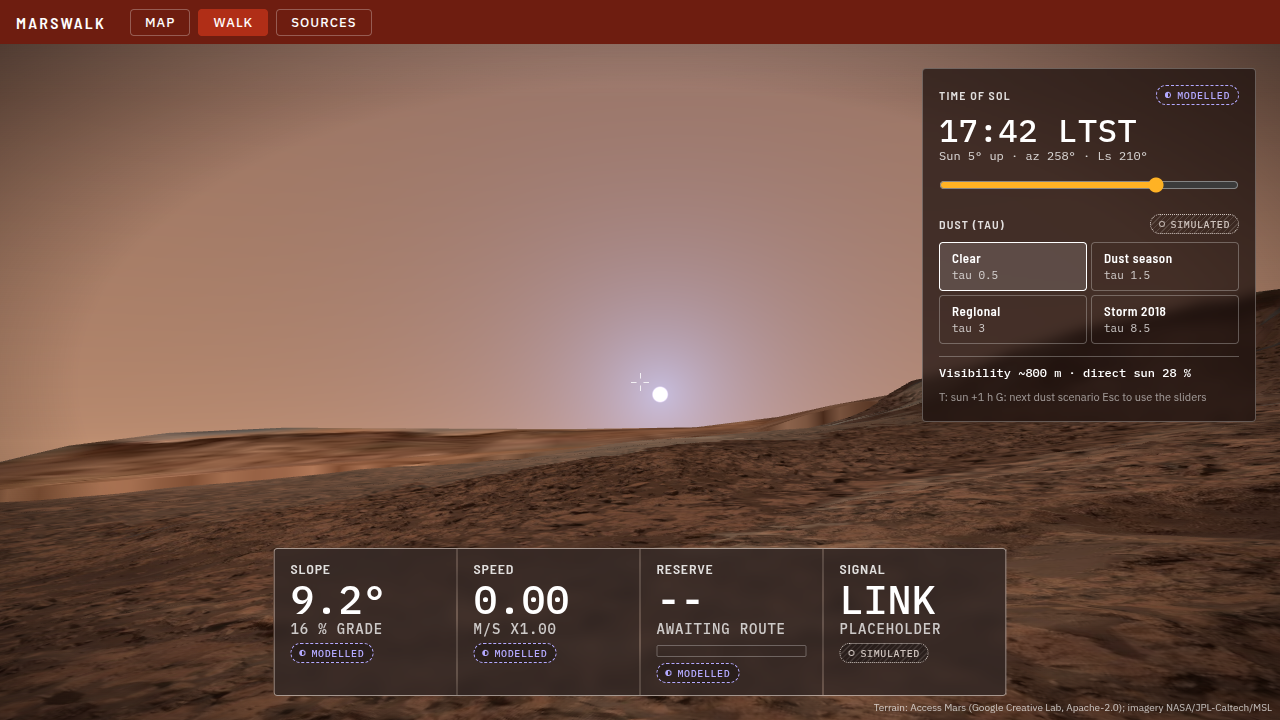 MARSWALK MAP WALK SOURCES
TIME OF SOL MODELLED
17:42 LTST
Sun 5° up · az 258° · Ls 210°
DUST (TAU) SIMULATED
Clear
tau 0.5
Dust season
tau 1.5
Regional
tau 3
Storm 2018
tau 8.5
Visibility ~800 m · direct sun 28 %
T: sun +1 h G: next dust scenario Esc to use the sliders
SLOPE
9.2°
16 % GRADE
MODELLED
SPEED
0.00
M/S X1.00
MODELLED
RESERVE
--
AWAITING ROUTE
MODELLED
SIGNAL
LINK
PLACEHOLDER
SIMULATED
Terrain: Access Mars (Google Creative Lab, Apache-2.0); imagery NASA/JPL-Caltech/MSL